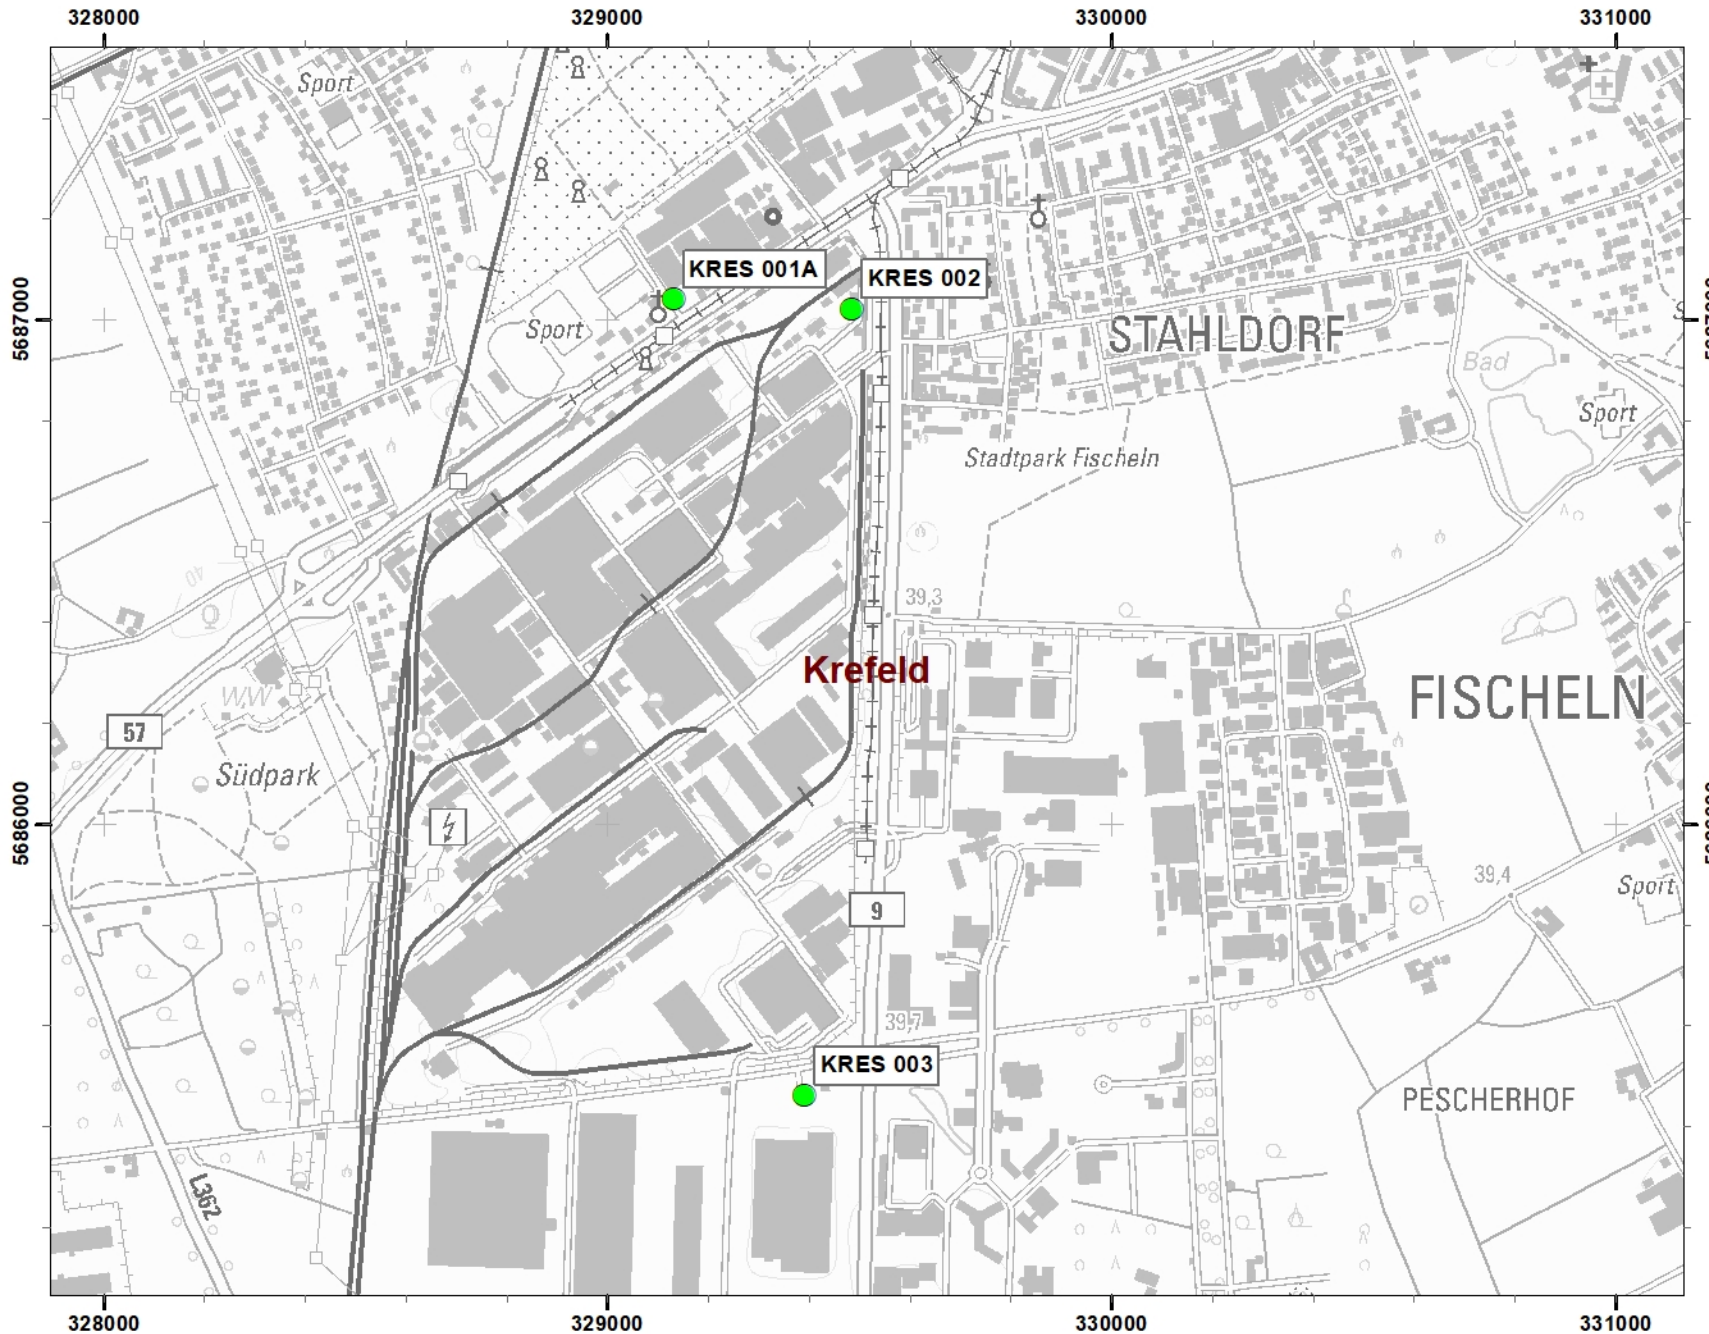 328000
329000
330000
331000
Sport
KRES 001A
KRES 002
5687000
Sport
STAHLDORF
Bad
Sport
Stadtpark Fischeln
40
39,3
Krefeld
FISCHELN
WW
57
Südpark
5686000
39,4
Sport
9
39,7
KRES 003
PESCHERHOF
L362
328000
329000
330000
331000